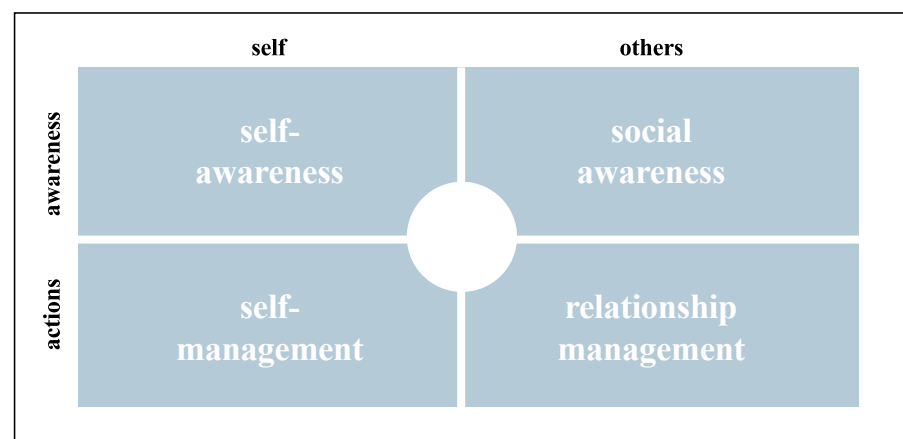 self others
awareness
self-
awareness
social
awareness
actions
self-
management
relationship
management